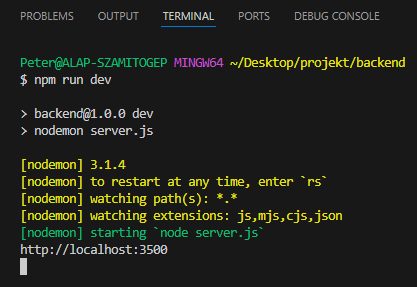 PROBLEMS OUTPUT TERMINAL PORTS DEBUG CONSOLE
Peter@ALAP-SZAMITOGEP MINGW64 ~/Desktop/projekt/backend
$ npm run dev
> backend@1.0.0 dev
> nodemon server.js
[nodemon] 3.1.4
[nodemon] to restart at any time, enter `rs`
[nodemon] watching path(s): *.*
[nodemon] watching extensions: js,mjs,cjs,json
[nodemon] starting `node server.js`
http://localhost:3500